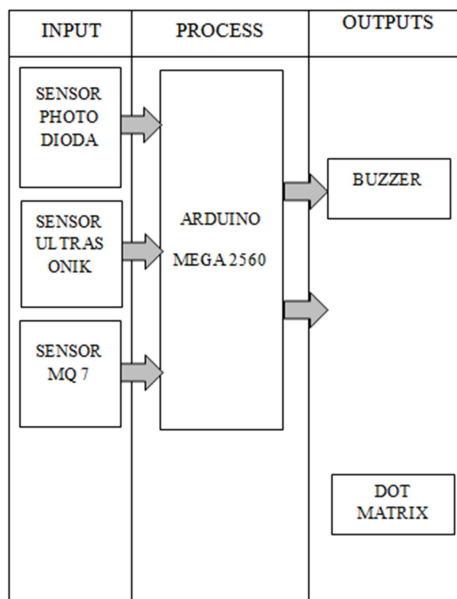 INPUT
PROCESS
OUTPUTS
SENSOR
PHOTO
DIODA
SENSOR
ULTRAS
ONIK
SENSOR
MQ 7
ARDUINO
MEGA 2560
BUZZER
DOT
MATRIX